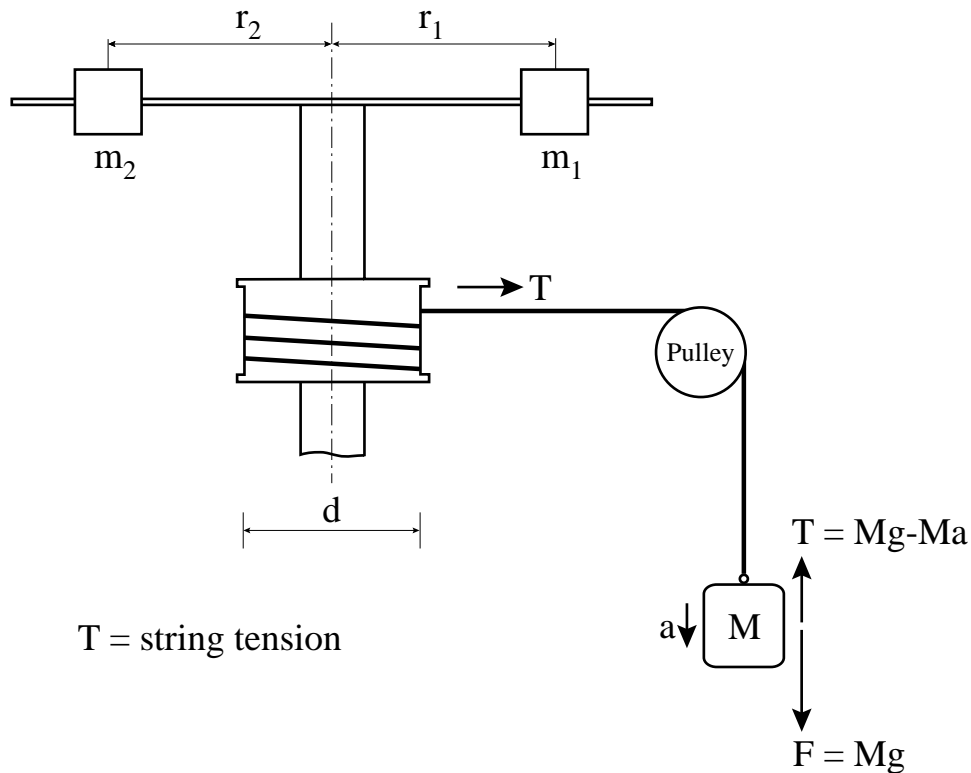 r₂
r₁
m₂
m₁
T
Pulley
d
T = Mg-Ma
T = string tension
a
M
F = Mg